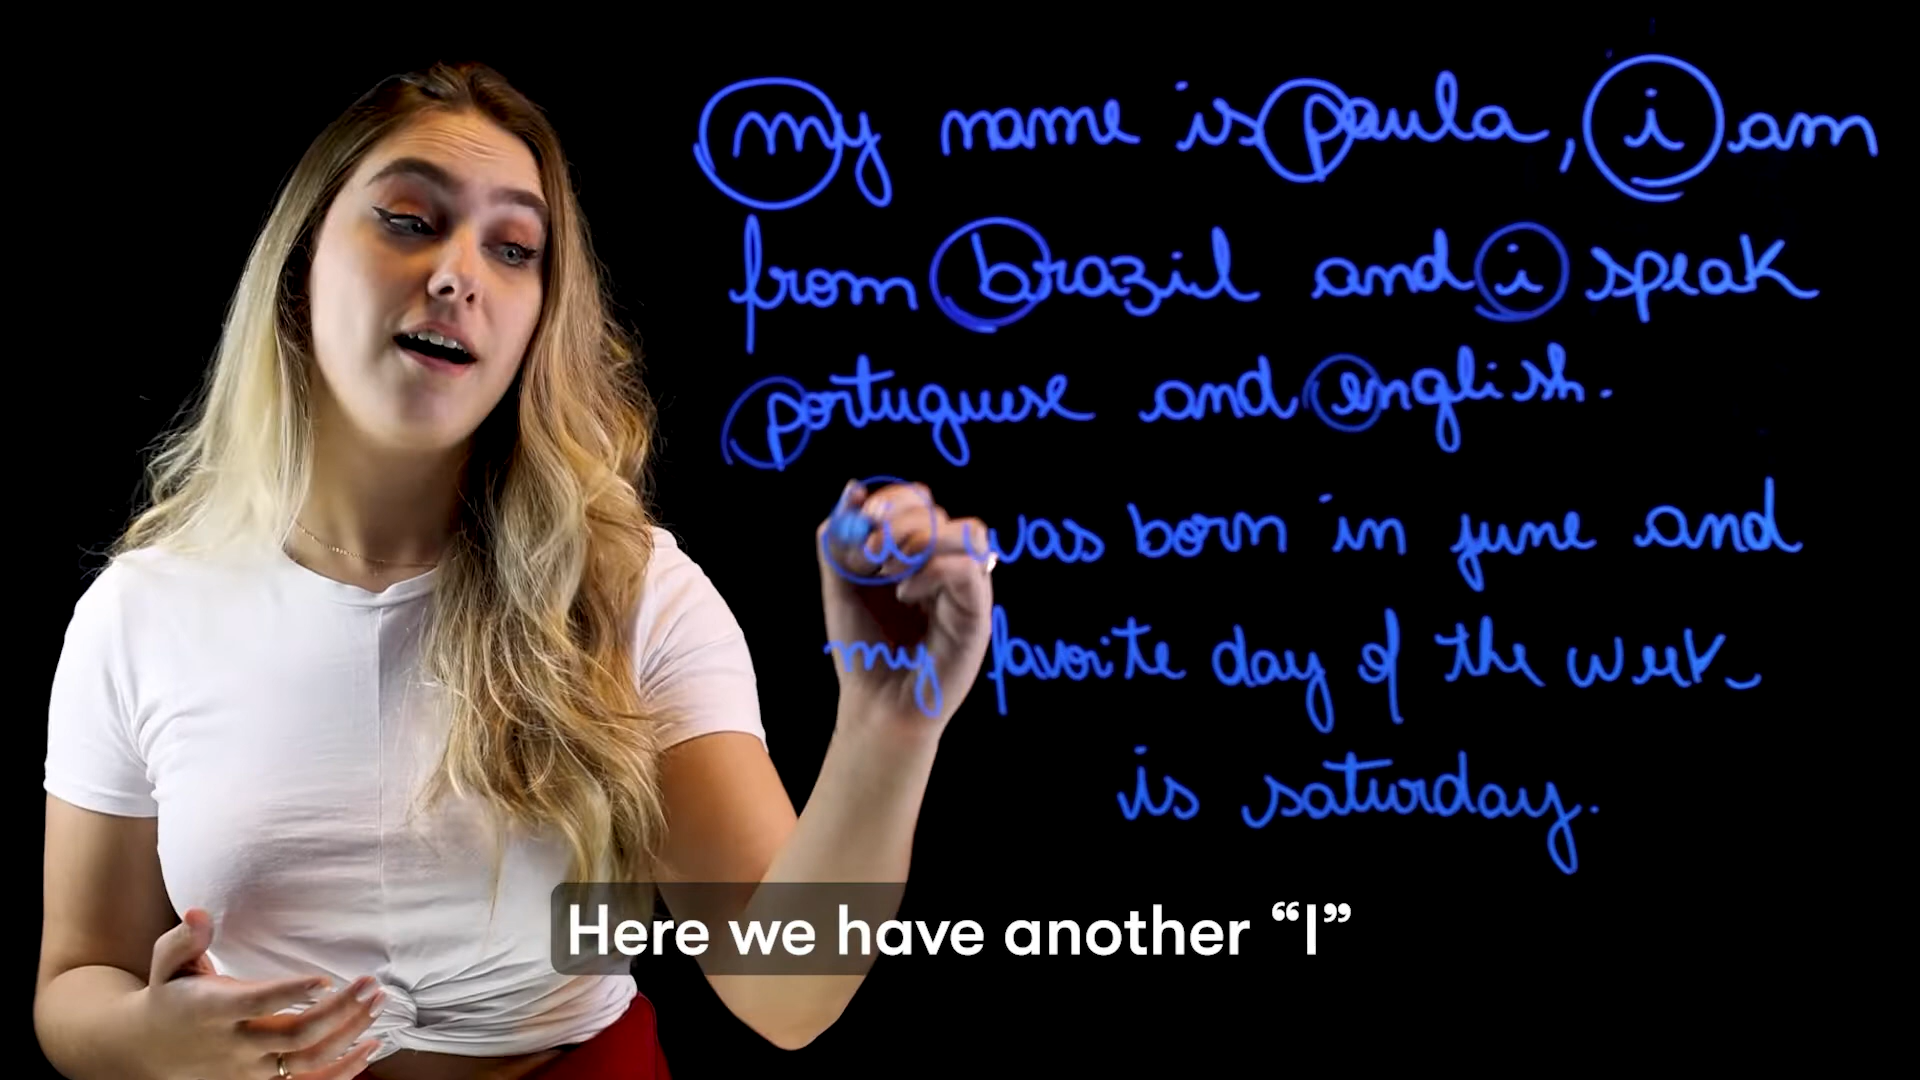 my name is paula, i am
from brazil and i speak
portuguese and english.
i was born in june and
my favorite day of the week
is saturday.
Here we have another “I”